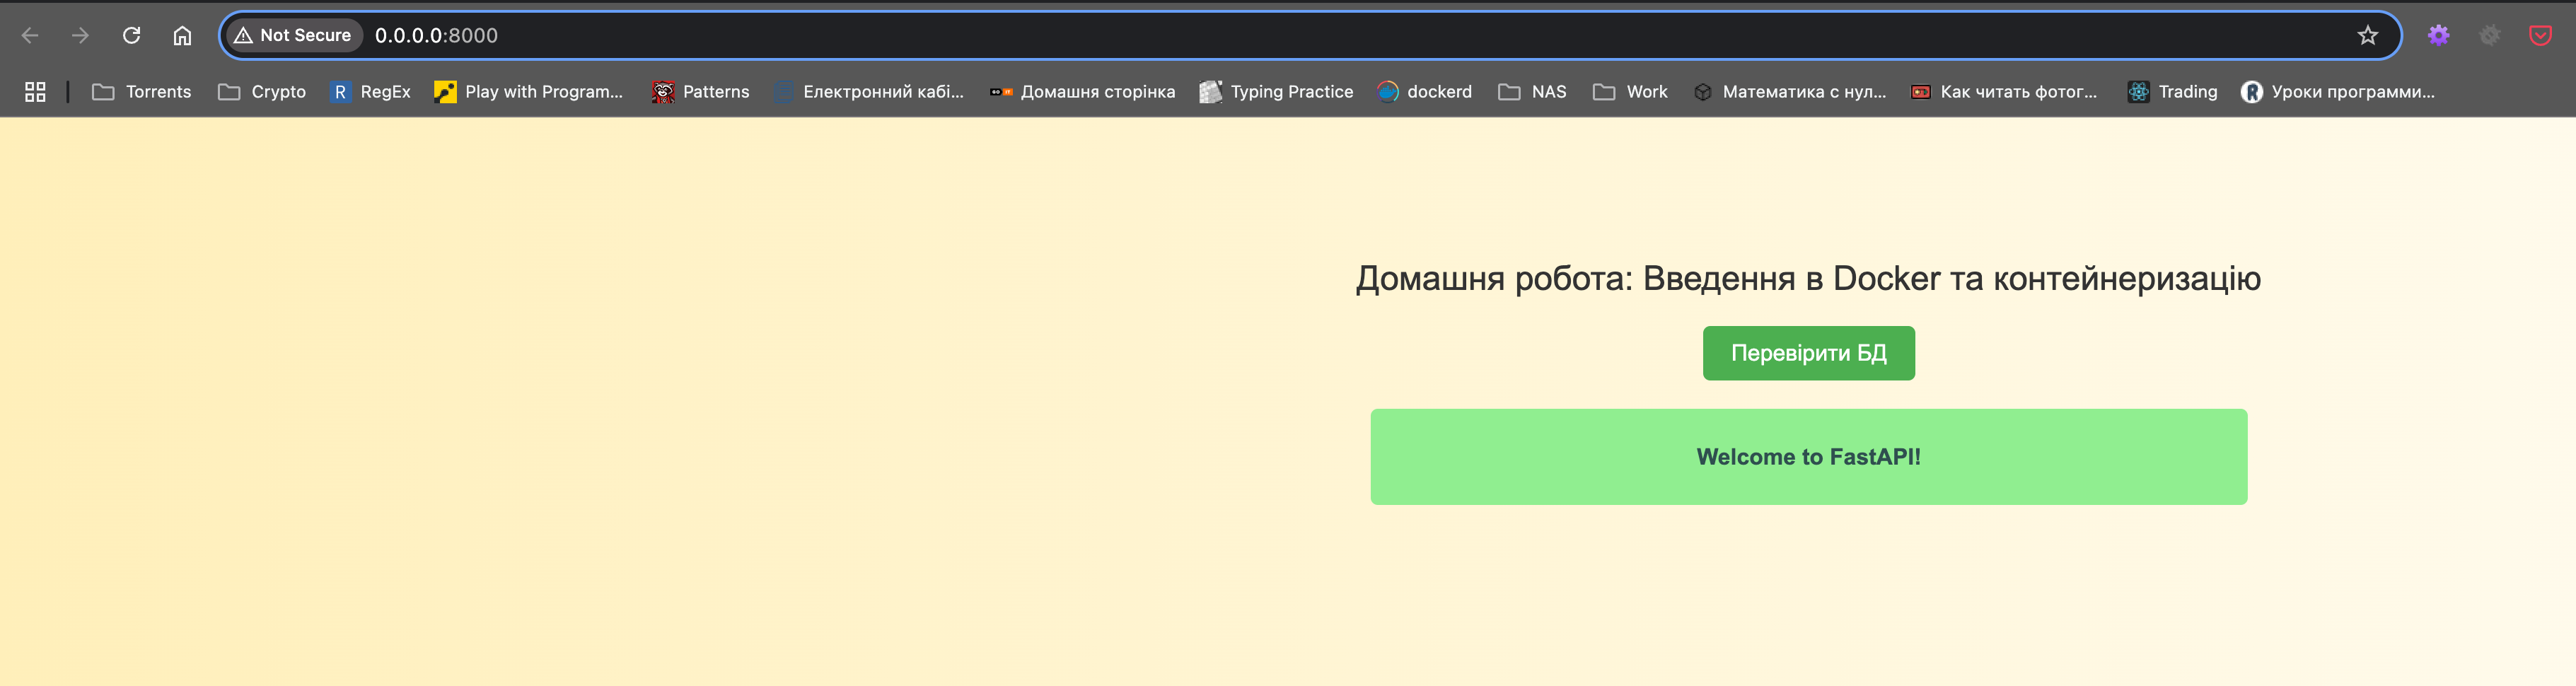 Not Secure 0.0.0.0:8000
Torrents Crypto R RegEx Play with Program... Patterns Електронний кабі... Домашня сторінка Typing Practice dockerd NAS Work Математика с нул... Как читать фотог... Trading R Уроки программи...
Домашня робота: Введення в Docker та контейнеризацію
Перевірити БД
Welcome to FastAPI!